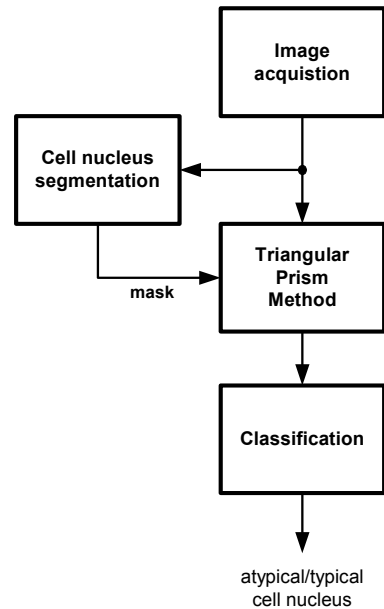 Image
acquistion
Cell nucleus
segmentation
Triangular
Prism
Method
mask
Classification
atypical/typical
cell nucleus